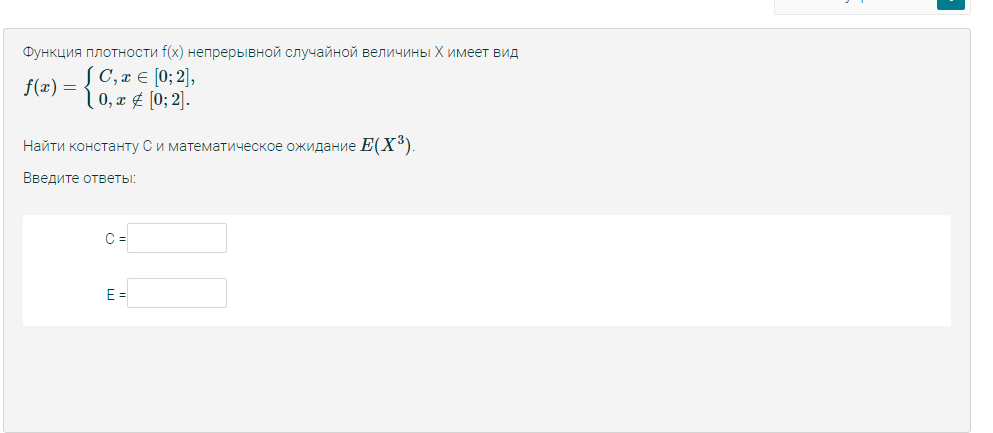 Функция плотности f(x) непрерывной случайной величины X имеет вид
f(x) = { C, x ∈ [0; 2],
0, x ∉ [0; 2].
Найти константу C и математическое ожидание E(X³).
Введите ответы:
C =
E =